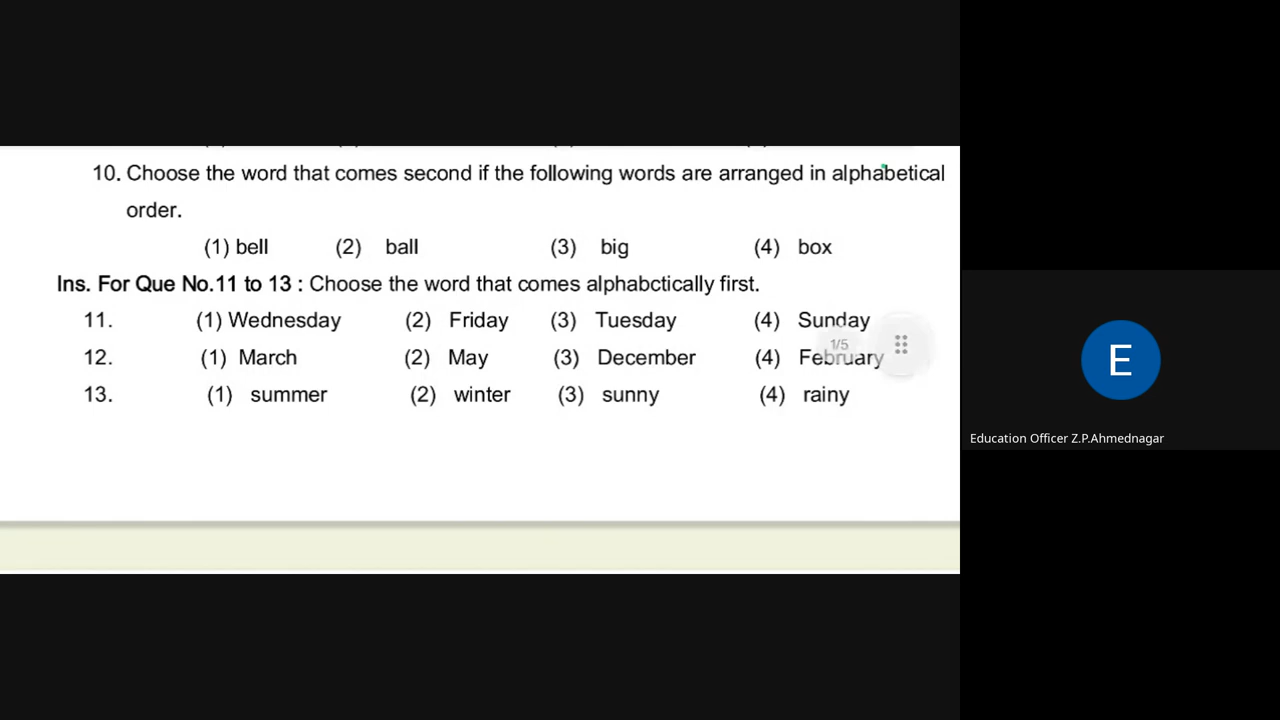 10. Choose the word that comes second if the following words are arranged in alphabetical
order.
(1) bell (2) ball (3) big (4) box
Ins. For Que No.11 to 13 : Choose the word that comes alphabctically first.
11. (1) Wednesday (2) Friday (3) Tuesday (4) Sunday
1/5
12. (1) March (2) May (3) December (4) February
13. (1) summer (2) winter (3) sunny (4) rainy
E
Education Officer Z.P.Ahmednagar